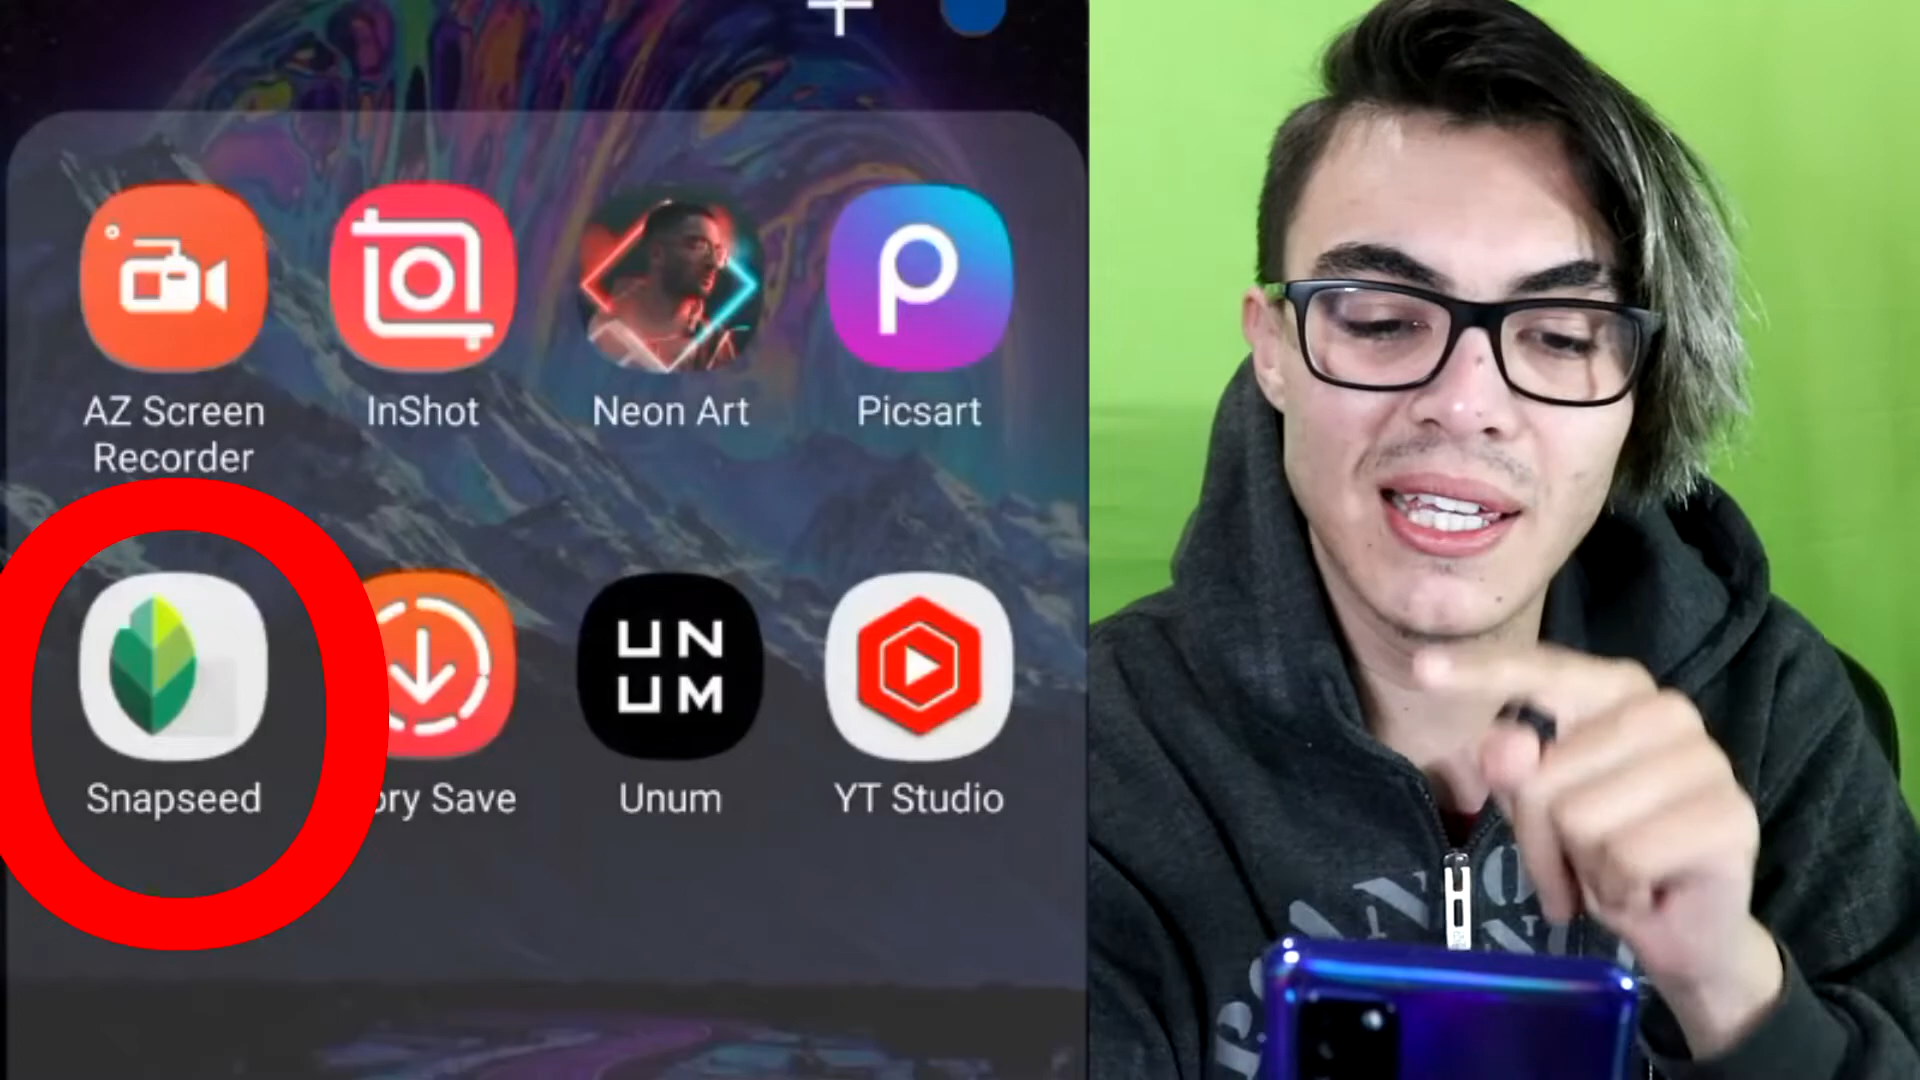 AZ Screen
Recorder
InShot
Neon Art
Picsart
UN
UM
Snapseed
ory Save
Unum
YT Studio